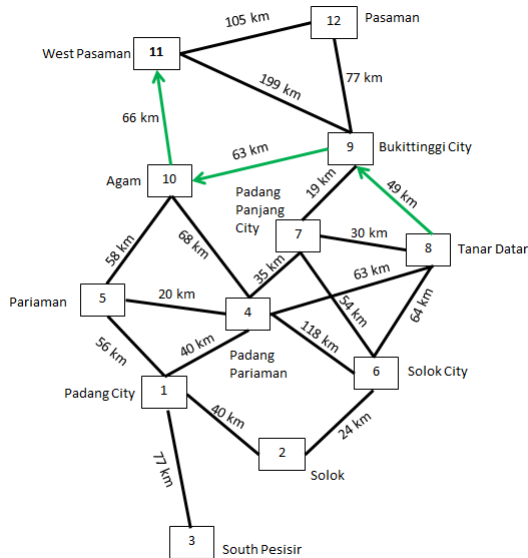 105 km
12
Pasaman
West Pasaman
11
199 km
77 km
66 km
63 km
9
Bukittinggi City
Agam
10
19 km
49 km
Padang
Panjang
City
7
30 km
8
Tanar Datar
58 km
68 km
35 km
63 km
Pariaman
5
20 km
4
54 km
64 km
56 km
40 km
118 km
Padang
Pariaman
6
Solok City
Padang City
1
40 km
24 km
2
Solok
77 km
3
South Pesisir